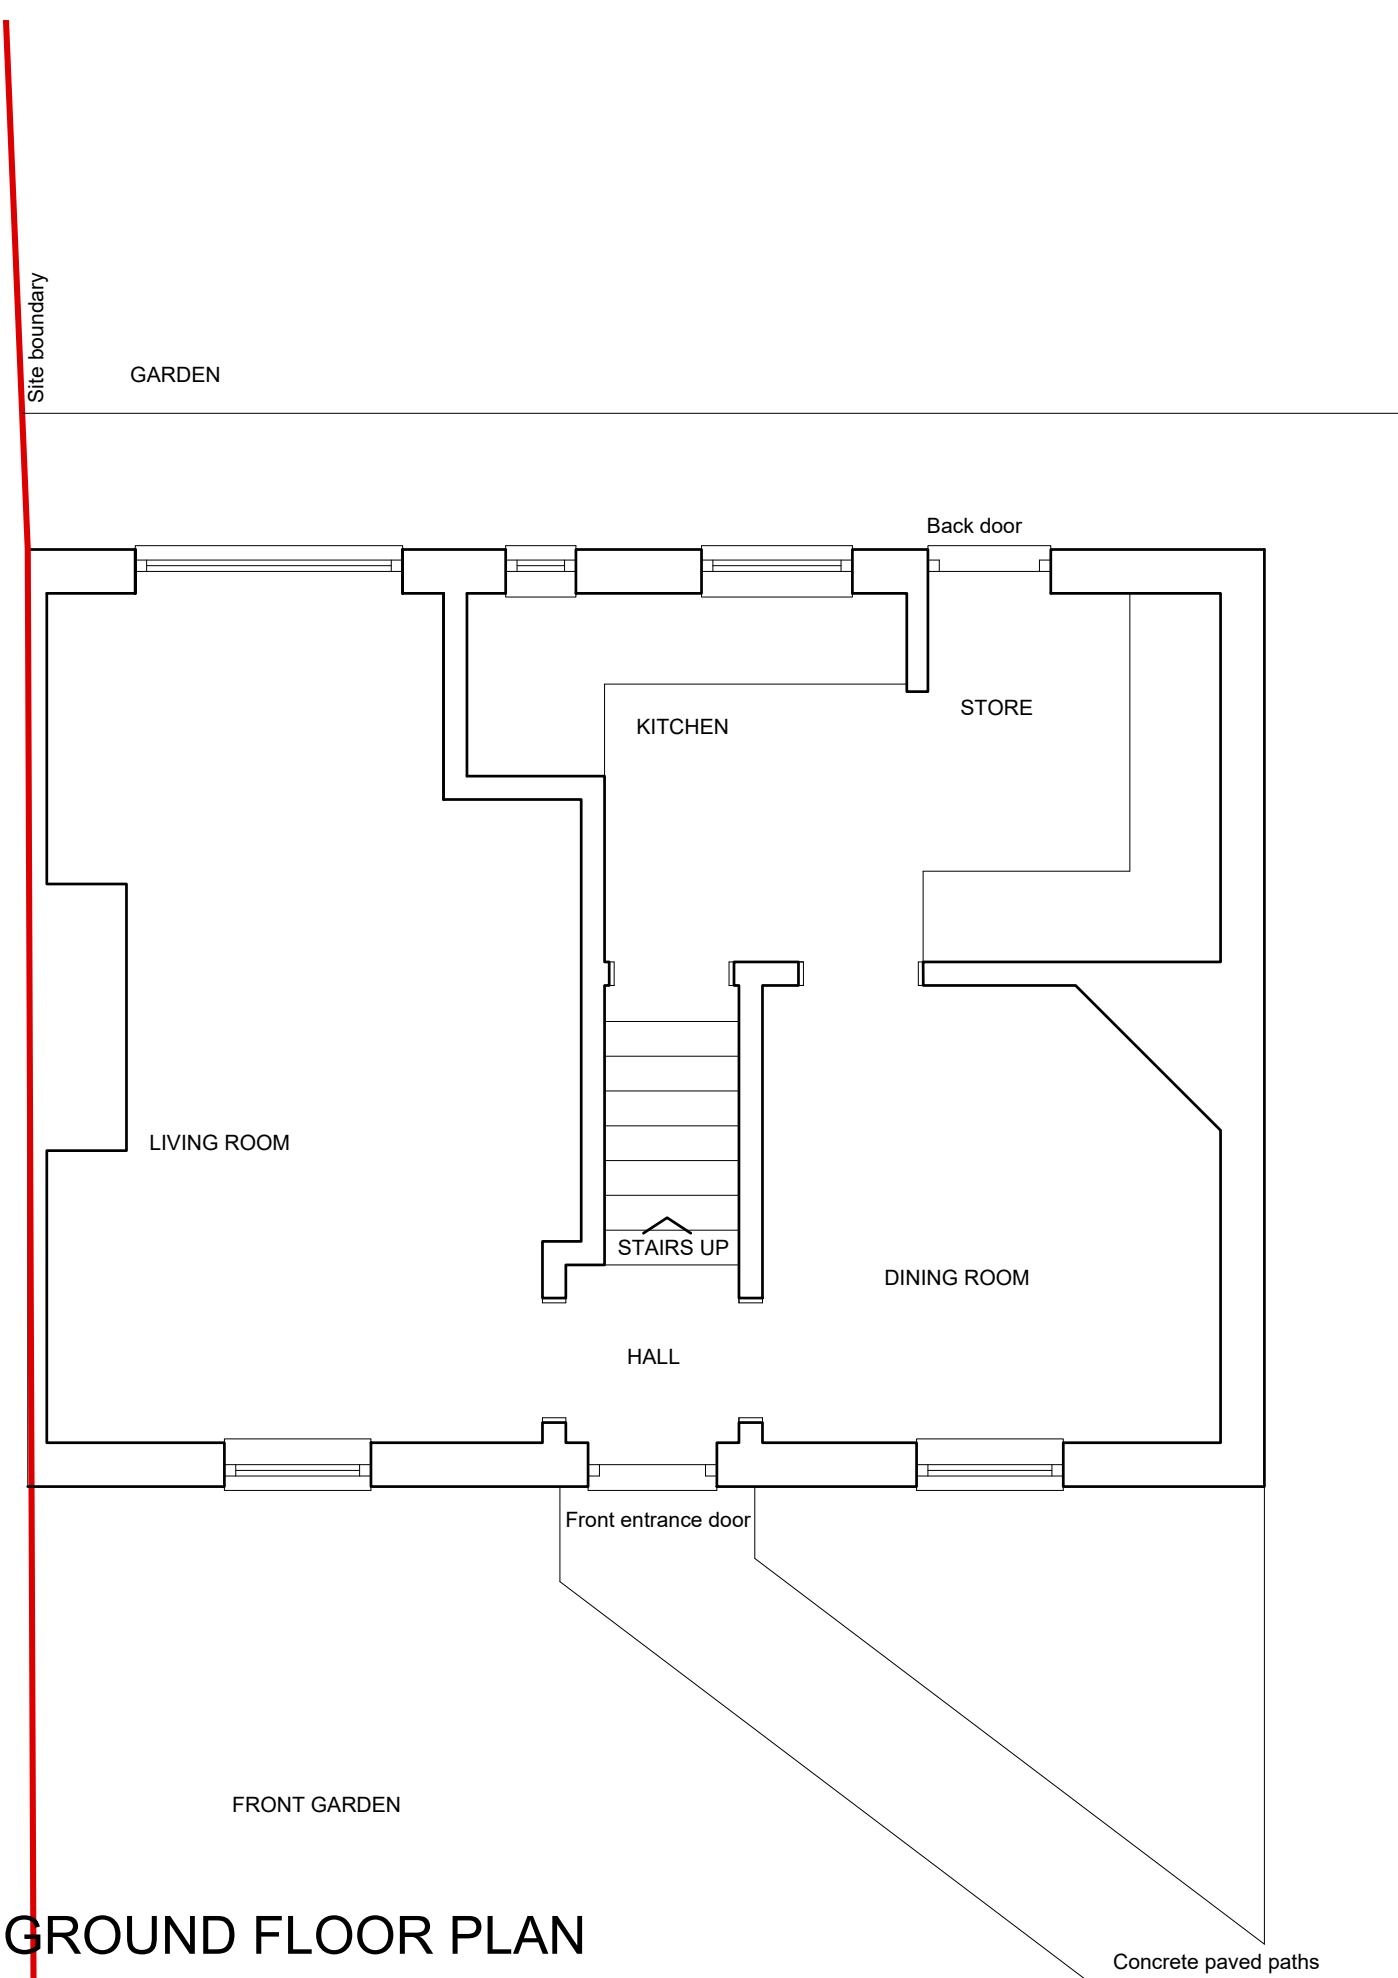 Site boundary
GARDEN
Back door
STORE
KITCHEN
LIVING ROOM
STAIRS UP
DINING ROOM
HALL
Front entrance door
FRONT GARDEN
GROUND FLOOR PLAN
Concrete paved paths